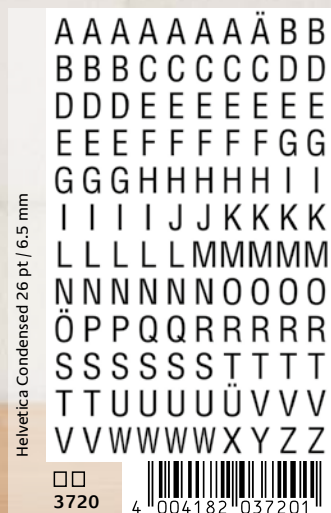 A A A A A A A Ä B B
B B B C C C C C D D
D D D E E E E E E E
E E E F F F F F G G
G G G H H H H H I I
I I I I J J K K K K
L L L L L M M M M M
N N N N N N O O O O
Ö P P Q Q R R R R R
S S S S S S T T T T
T T U U U U Ü V V V
V V W W W W X Y Z Z
Helvetica Condensed 26 pt / 6.5 mm
3720
4 004182 037201